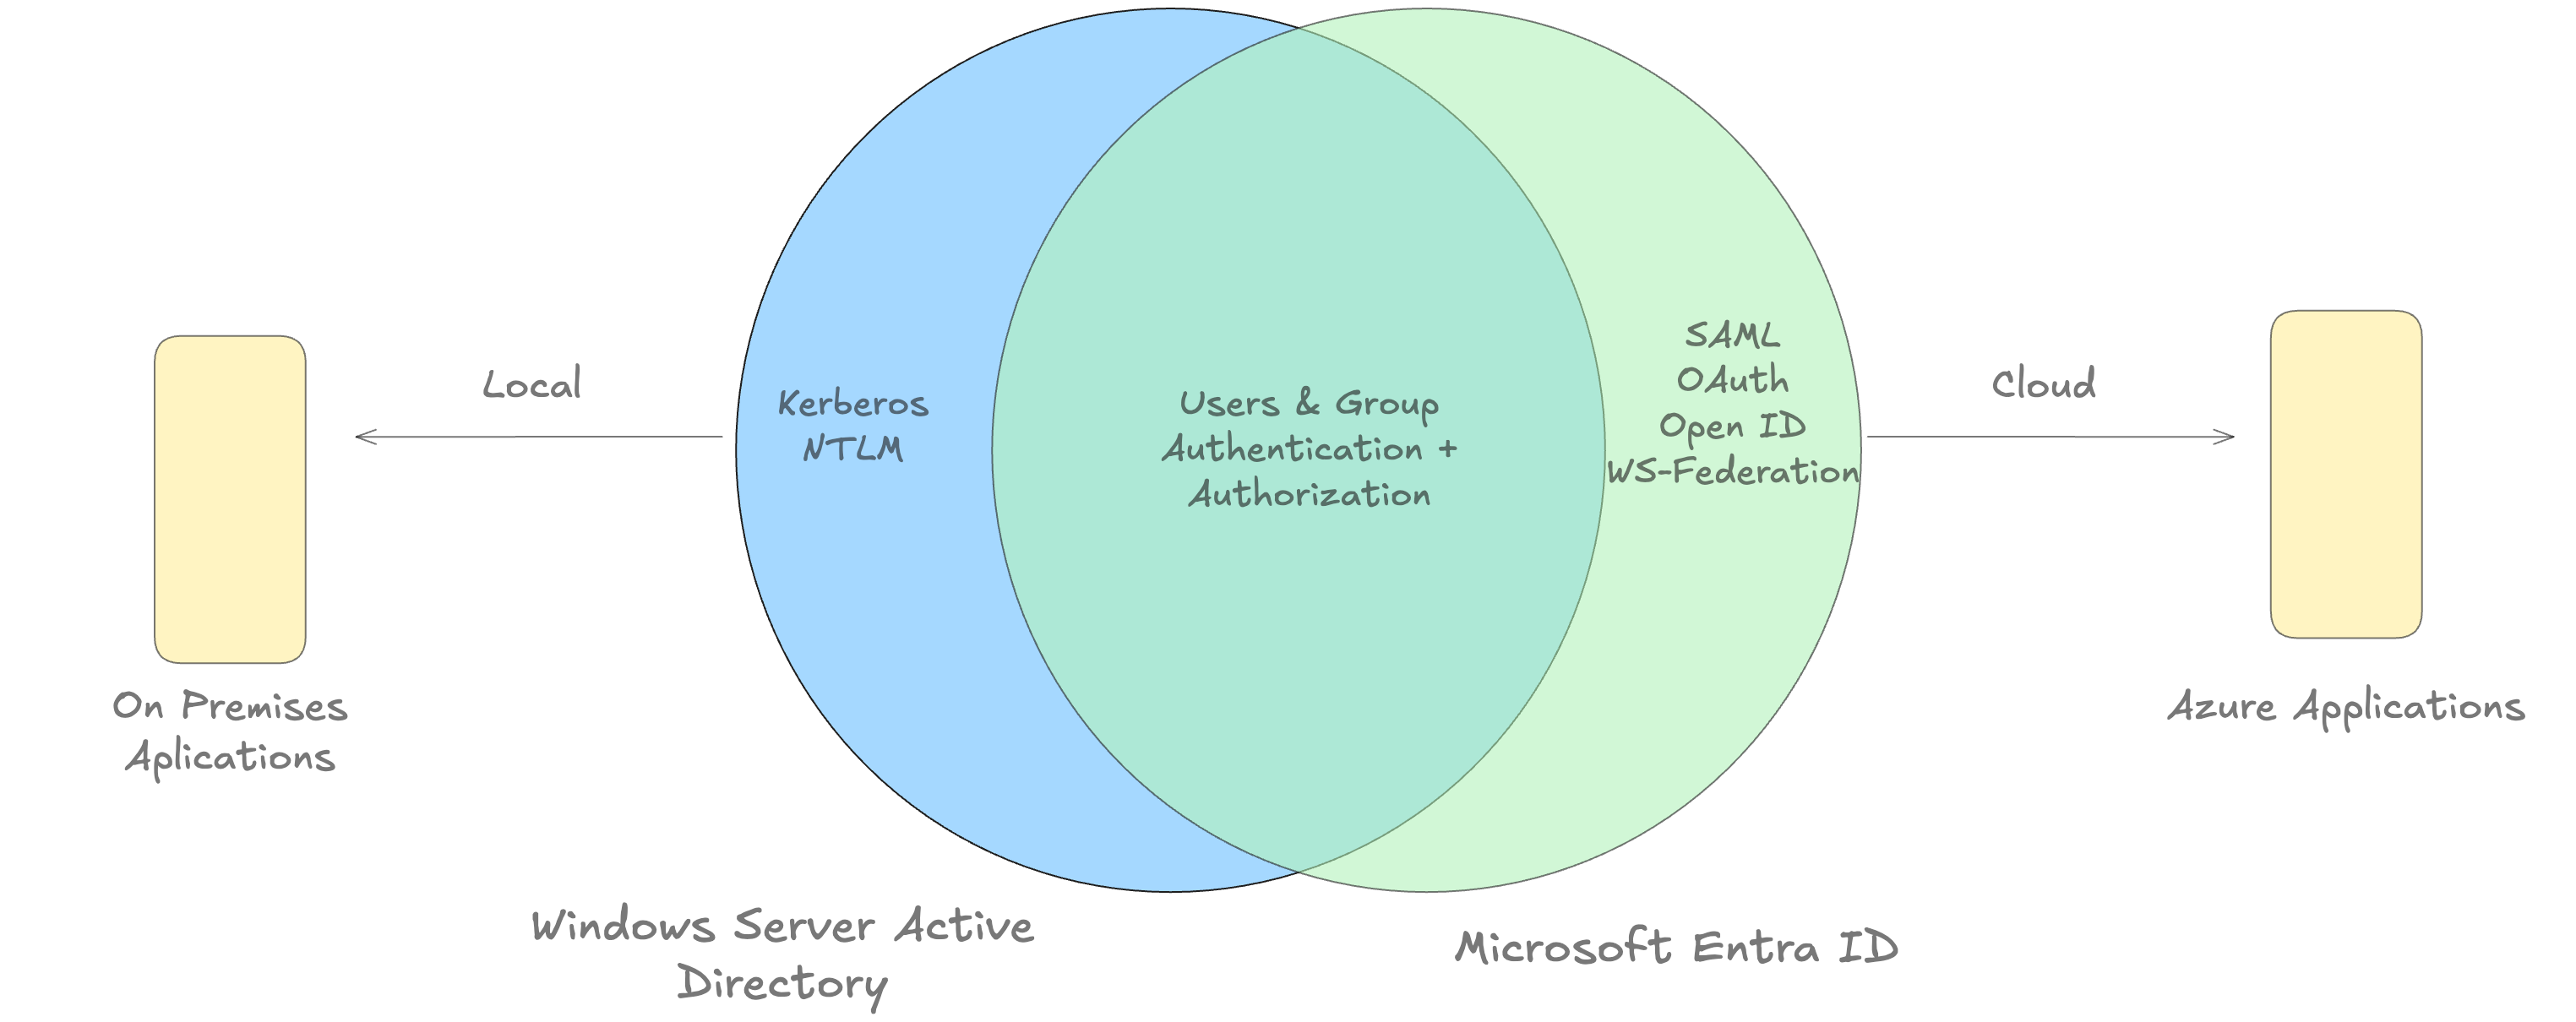 Local
Kerberos
NTLM
Users & Group
Authentication +
Authorization
SAML
OAuth
Open ID
WS-Federation
Cloud
On Premises
Aplications
Azure Applications
Windows Server Active
Directory
Microsoft Entra ID